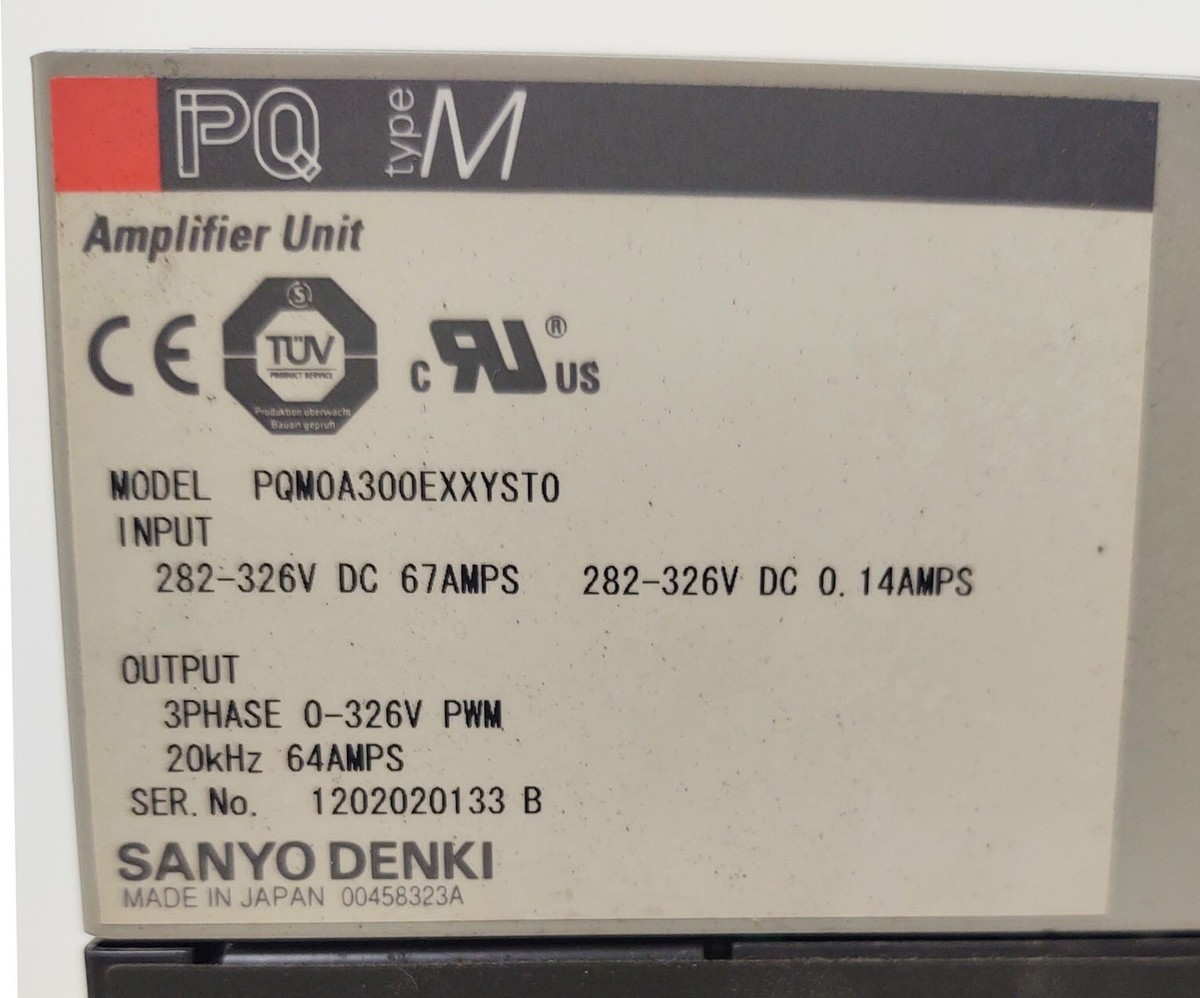 PQ type M
Amplifier Unit
CE
S
TÜV
PRODUCT SERVICE
Produktion überwacht
Bauart geprüft
c RU ® US
MODEL PQM0A300EXXYST0
INPUT
282-326V DC 67AMPS 282-326V DC 0.14AMPS
OUTPUT
3PHASE 0-326V PWM
20kHz 64AMPS
SER.No. 1202020133 B
SANYO DENKI
MADE IN JAPAN 00458323A